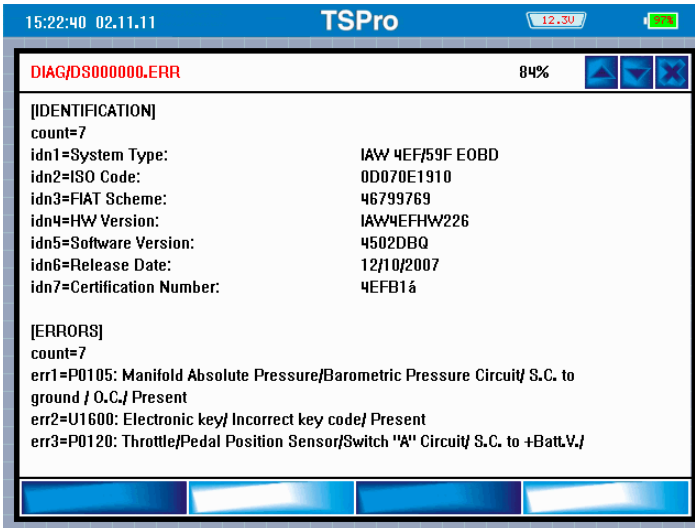 15:22:40 02.11.11 TSPro 12.3V 97%
DIAG/DS000000.ERR 84%
[IDENTIFICATION]
count=7
idn1=System Type: IAW 4EF/59F EOBD
idn2=ISO Code: 0D070E1910
idn3=FIAT Scheme: 46799769
idn4=HW Version: IAW4EFHW226
idn5=Software Version: 4502DBQ
idn6=Release Date: 12/10/2007
idn7=Certification Number: 4EFB1á
[ERRORS]
count=7
err1=P0105: Manifold Absolute Pressure/Barometric Pressure Circuit/ S.C. to
ground / O.C./ Present
err2=U1600: Electronic key/ Incorrect key code/ Present
err3=P0120: Throttle/Pedal Position Sensor/Switch "A" Circuit/ S.C. to +Batt.V./